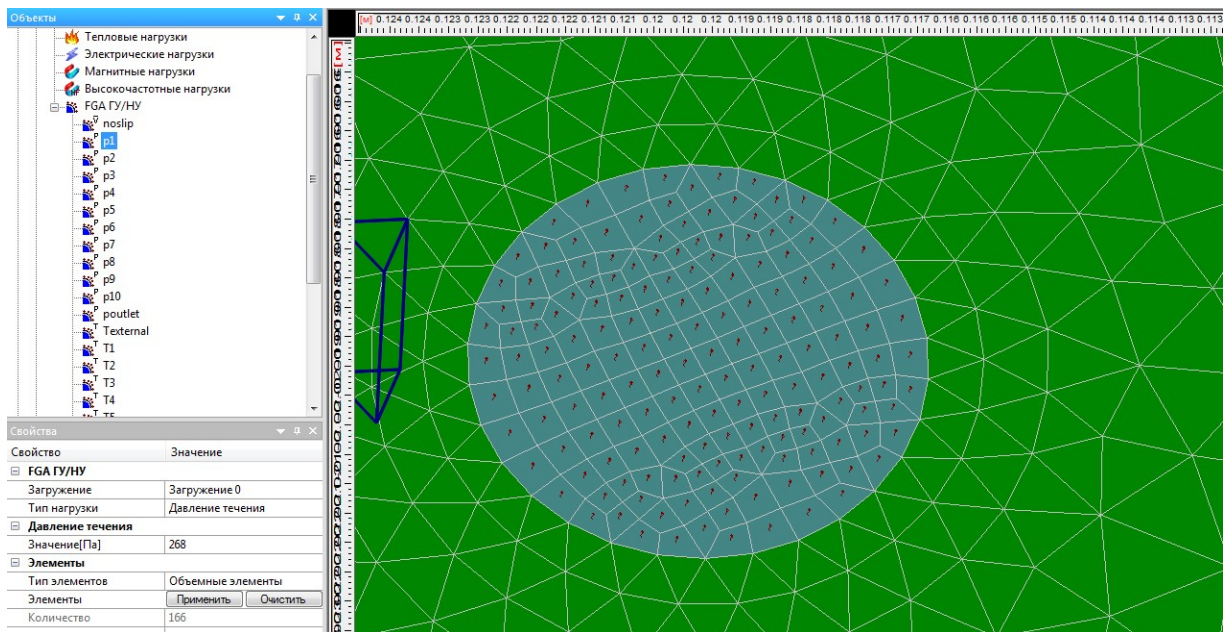 Объекты
Тепловые нагрузки
Электрические нагрузки
Магнитные нагрузки
Высокочастотные нагрузки
FGA ГУ/НУ
V noslip
P p1
P p2
P p3
P p4
P p5
P p6
P p7
P p8
P p9
P p10
P poutlet
T Texternal
T T1
T T2
T T3
T T4
Свойства
Свойство Значение
FGA ГУ/НУ
Загружение Загружение 0
Тип нагрузки Давление течения
Давление течения
Значение[Па] 268
Элементы
Тип элементов Объемные элементы
Элементы Применить Очистить
Количество 166
[м] 0.124 0.124 0.123 0.123 0.122 0.122 0.122 0.122 0.121 0.121 0.12 0.12 0.12 0.119 0.119 0.118 0.118 0.118 0.117 0.117 0.116 0.116 0.116 0.115 0.115 0.114 0.114 0.114 0.113 0.113
[м]